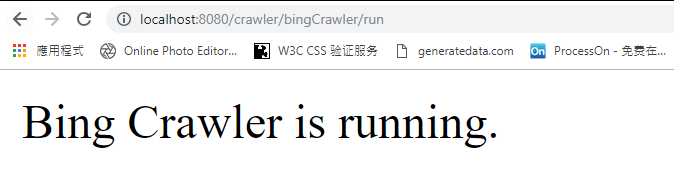 localhost:8080/crawler/bingCrawler/run
應用程式 Online Photo Editor... W3C CSS 验证服务 generatedata.com On ProcessOn - 免费在...
Bing Crawler is running.